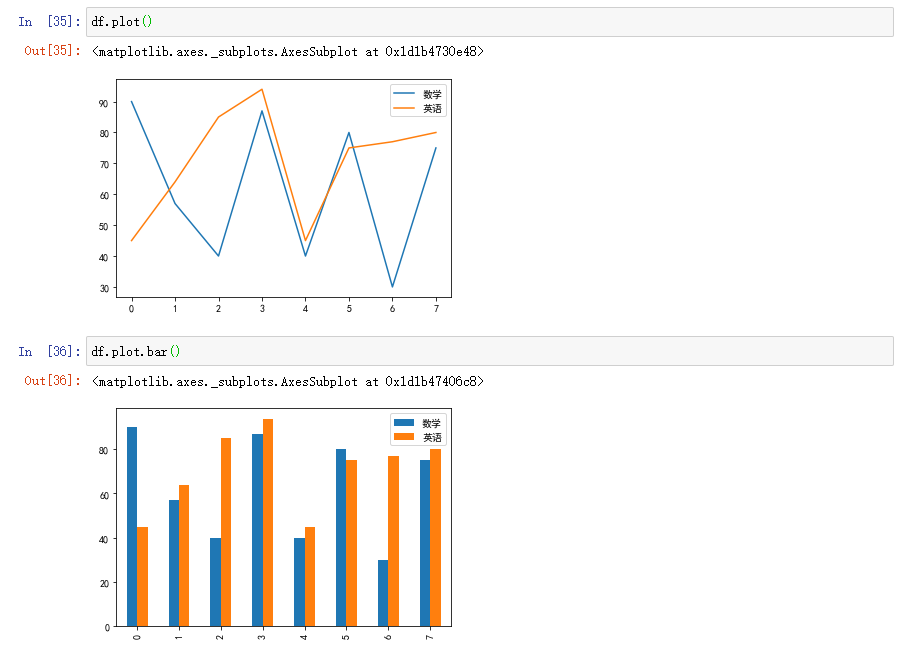 In [35]: df.plot()
Out[35]: <matplotlib.axes._subplots.AxesSubplot at 0x1d1b4730e48>
数学
英语
90
80
70
60
50
40
30
0 1 2 3 4 5 6 7
In [36]: df.plot.bar()
Out[36]: <matplotlib.axes._subplots.AxesSubplot at 0x1d1b47406c8>
数学
英语
80
60
40
20
0
0 1 2 3 4 5 6 7